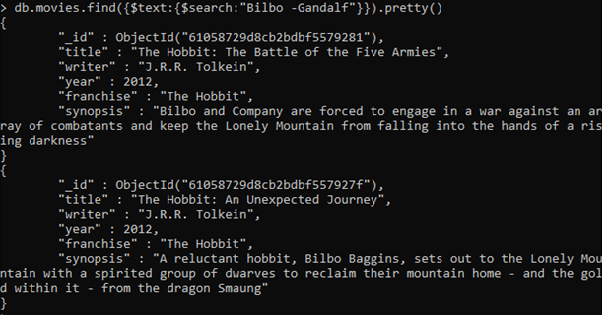 > db.movies.find({$text:{$search:"Bilbo -Gandalf"}}).pretty()
{
        "_id" : ObjectId("61058729d8cb2bdbf5579281"),
        "title" : "The Hobbit: The Battle of the Five Armies",
        "writer" : "J.R.R. Tolkein",
        "year" : 2012,
        "franchise" : "The Hobbit",
        "synopsis" : "Bilbo and Company are forced to engage in a war against an ar
ray of combatants and keep the Lonely Mountain from falling into the hands of a ris
ing darkness"
}
{
        "_id" : ObjectId("61058729d8cb2bdbf557927f"),
        "title" : "The Hobbit: An Unexpected Journey",
        "writer" : "J.R.R. Tolkein",
        "year" : 2012,
        "franchise" : "The Hobbit",
        "synopsis" : "A reluctant hobbit, Bilbo Baggins, sets out to the Lonely Mou
ntain with a spirited group of dwarves to reclaim their mountain home - and the gol
d within it - from the dragon Smaung"
}